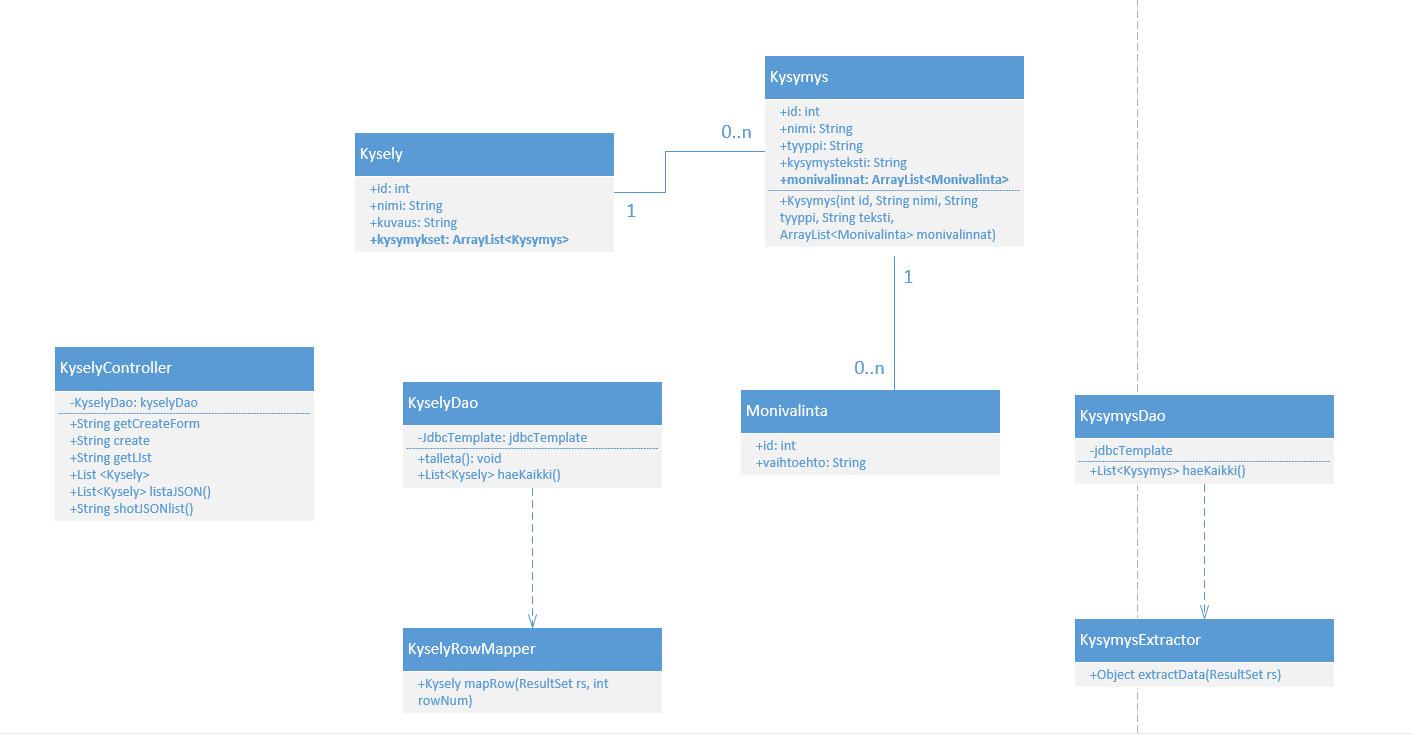 Kysymys
+id: int
+nimi: String
+tyyppi: String
+kysymysteksti: String
+monivalinnat: ArrayList<Monivalinta>
+Kysymys(int id, String nimi, String
tyyppi, String teksti,
ArrayList<Monivalinta> monivalinnat)
0..n
Kysely
+id: int
+nimi: String
+kuvaus: String
+kysymykset: ArrayList<Kysymys>
1
1
0..n
KyselyController
-KyselyDao: kyselyDao
+String getCreateForm
+String create
+String getLIst
+List <Kysely>
+List<Kysely> listaJSON()
+String shotJSONlist()
KyselyDao
-JdbcTemplate: jdbcTemplate
+talleta(): void
+List<Kysely> haeKaikki()
Monivalinta
+id: int
+vaihtoehto: String
KysymysDao
-jdbcTemplate
+List<Kysymys> haeKaikki()
KyselyRowMapper
+Kysely mapRow(ResultSet rs, int
rowNum)
KysymysExtractor
+Object extractData(ResultSet rs)